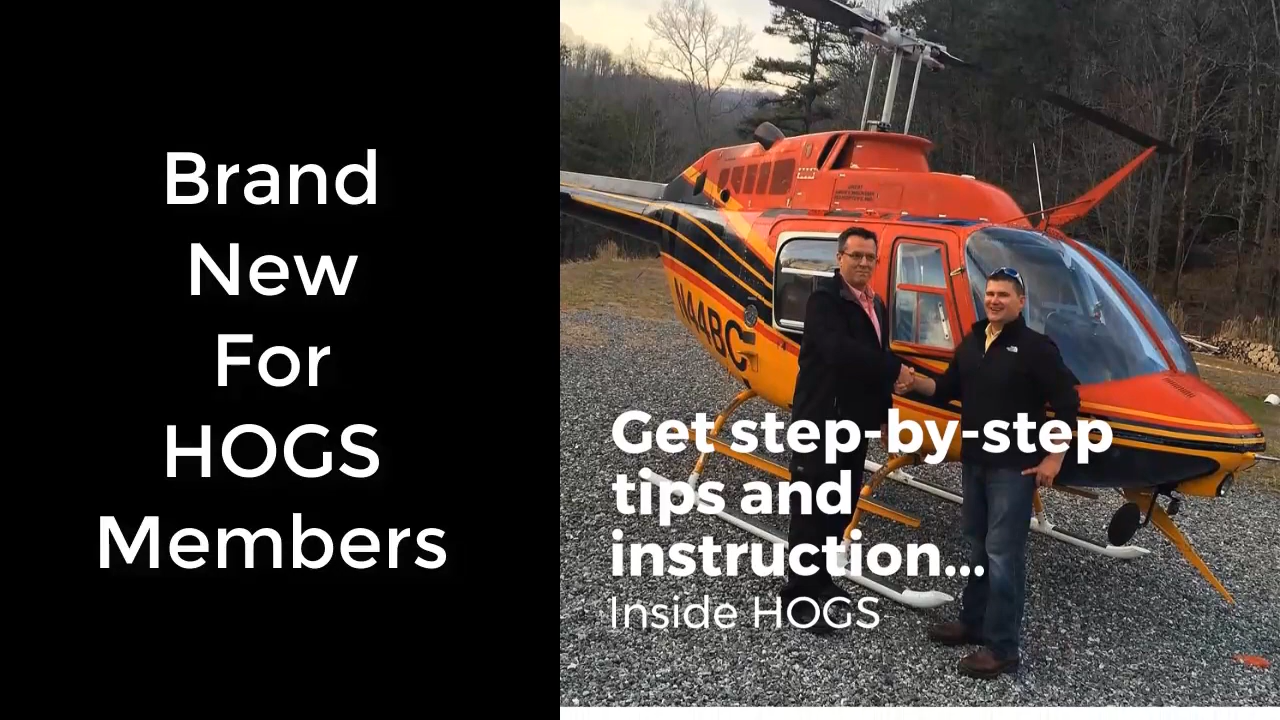 Brand
New
For
HOGS
Members
N44BC
Get step-by-step
tips and
instruction...
Inside HOGS